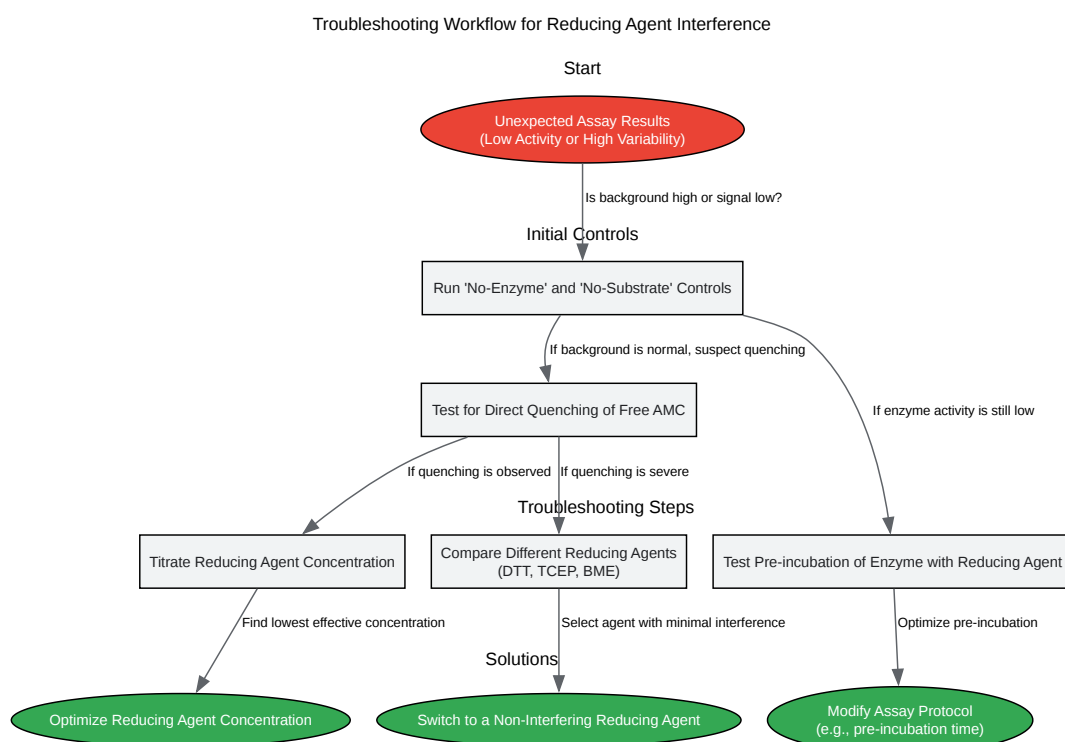 Troubleshooting Workflow for Reducing Agent Interference
Start
Unexpected Assay Results
(Low Activity or High Variability)
Is background high or signal low?
Initial Controls
Run 'No-Enzyme' and 'No-Substrate' Controls
If background is normal, suspect quenching
Test for Direct Quenching of Free AMC
If enzyme activity is still low
If quenching is observed
If quenching is severe
Troubleshooting Steps
Titrate Reducing Agent Concentration
Compare Different Reducing Agents
(DTT, TCEP, BME)
Test Pre-incubation of Enzyme with Reducing Agent
Find lowest effective concentration
Select agent with minimal interference
Optimize pre-incubation
Solutions
Optimize Reducing Agent Concentration
Switch to a Non-Interfering Reducing Agent
Modify Assay Protocol
(e.g., pre-incubation time)